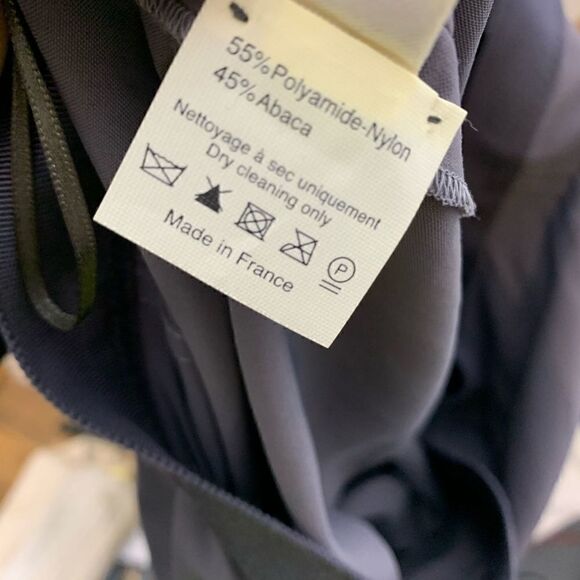 55% Polyamide-Nylon
45% Abaca
Nettoyage à sec uniquement
Dry cleaning only
P
Made in France